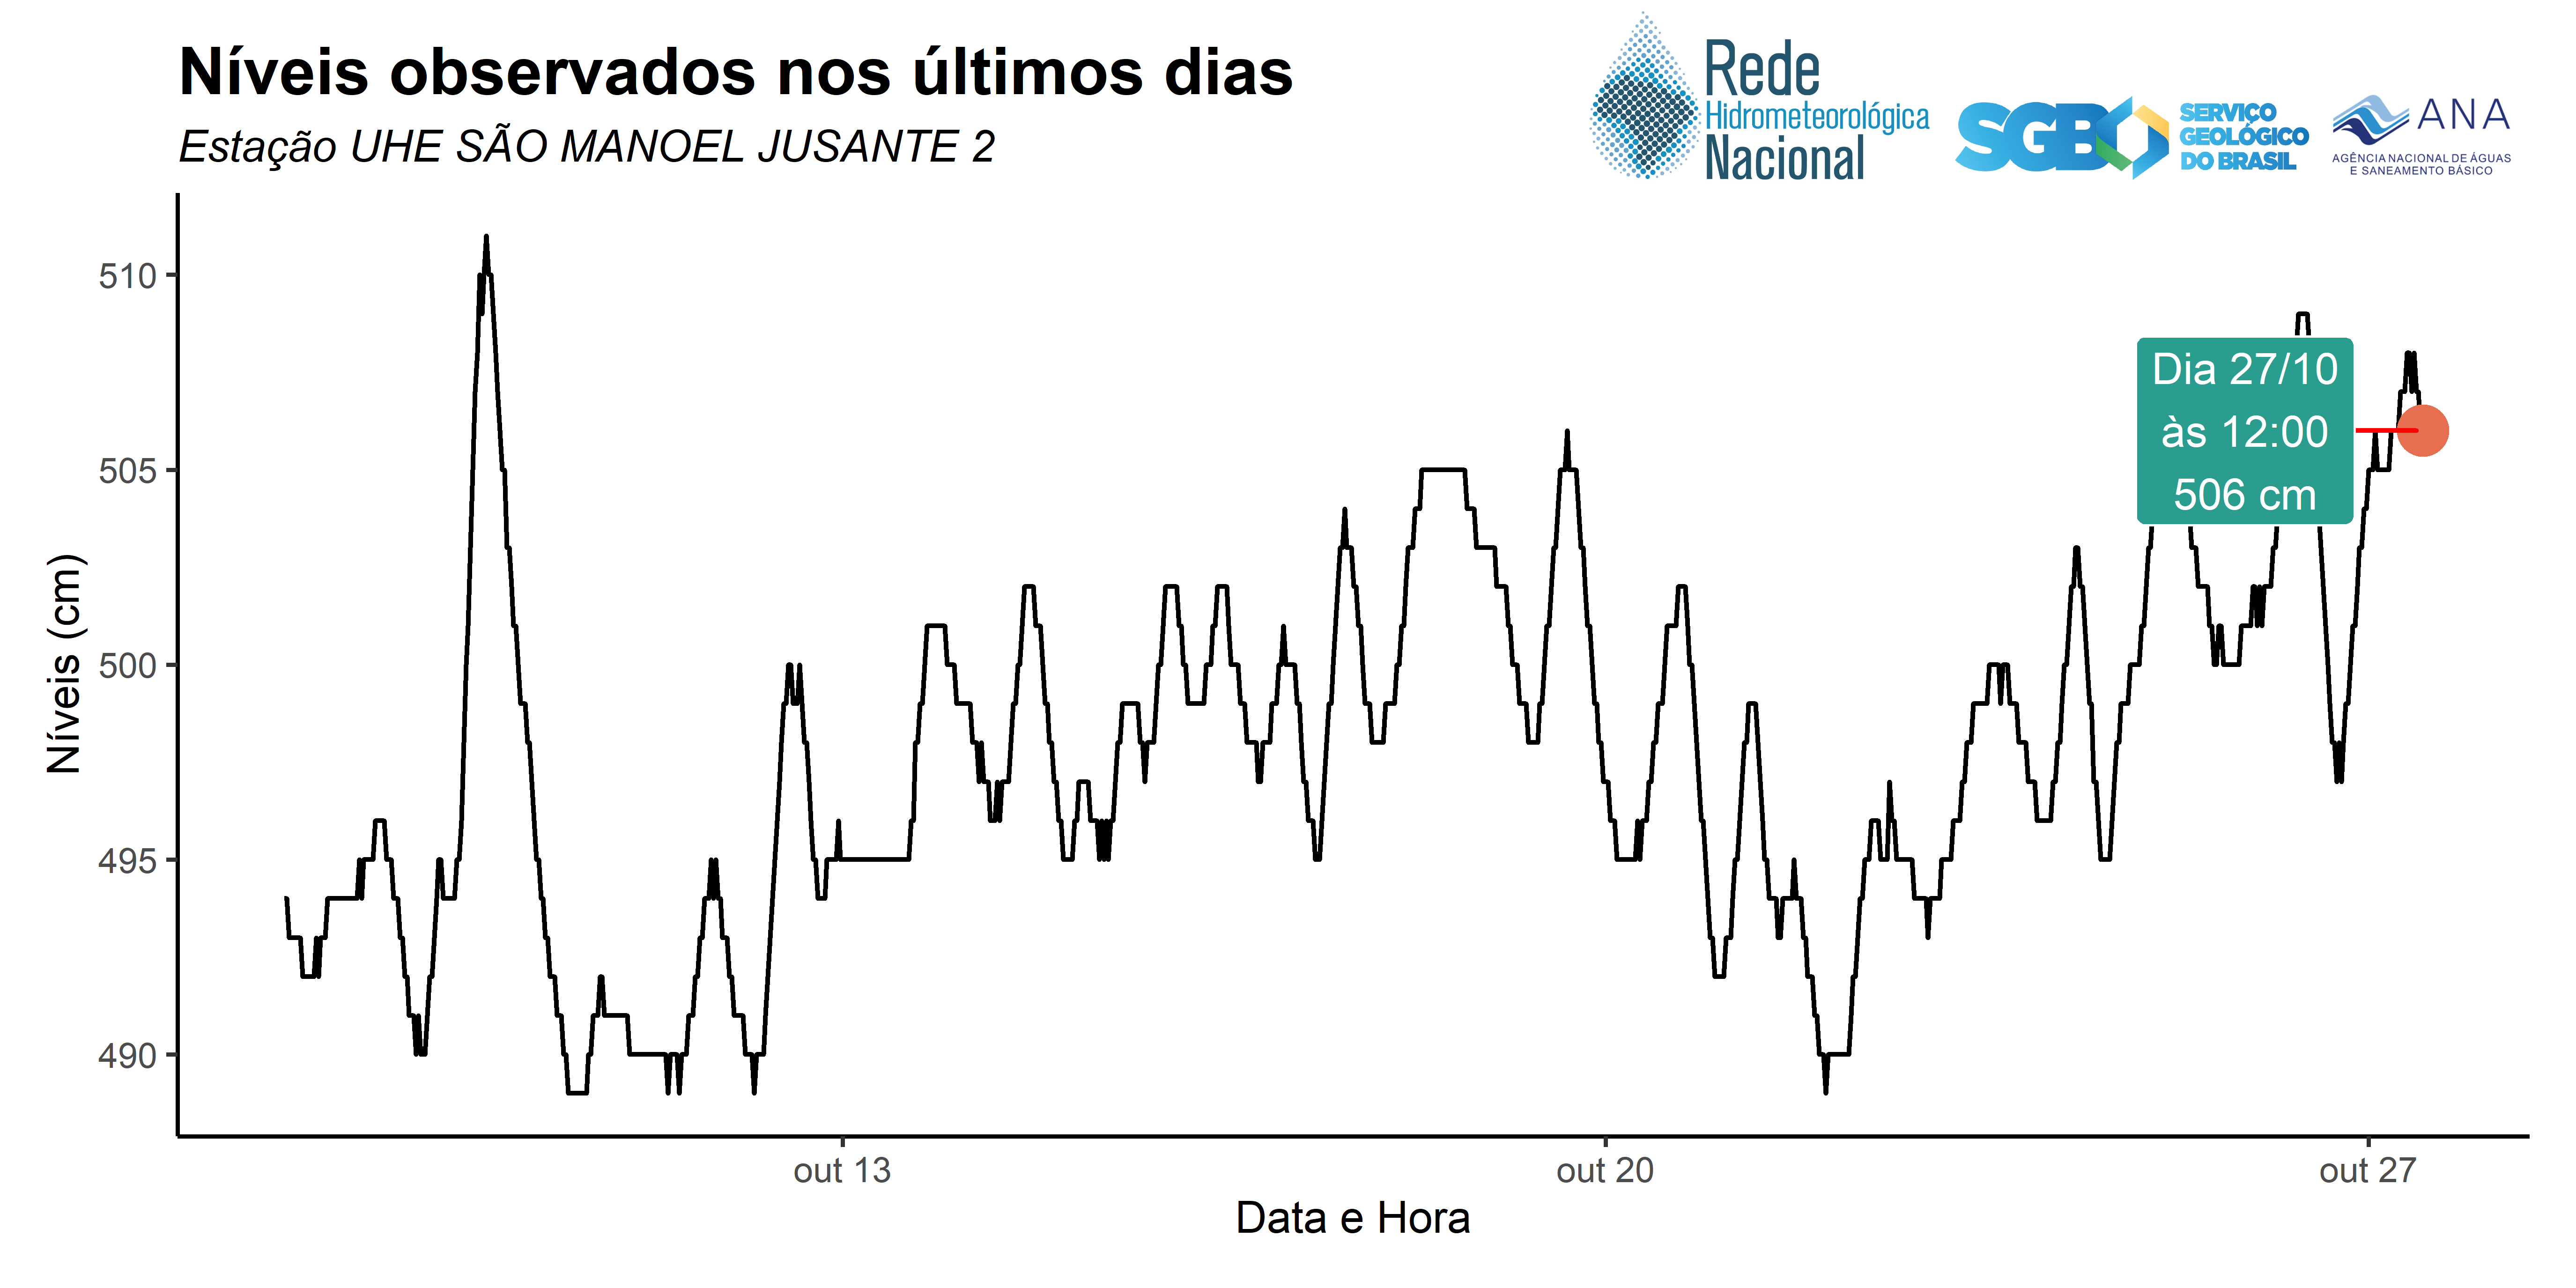 Níveis observados nos últimos dias
Estação UHE SÃO MANOEL JUSANTE 2
Rede
Hidrometeorológica
Nacional
SGB
SERVIÇO
GEOLÓGICO
DO BRASIL
ANA
AGÊNCIA NACIONAL DE ÁGUAS
E SANEAMENTO BÁSICO
Níveis (cm)
510
505
500
495
490
Dia 27/10
às 12:00
506 cm
out 13
out 20
out 27
Data e Hora